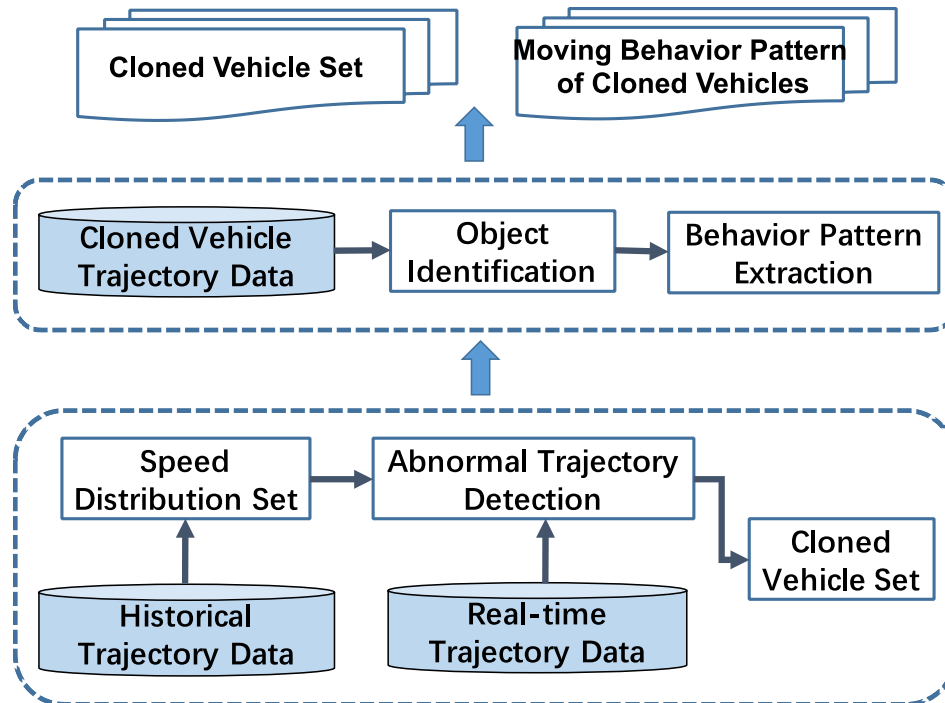 Cloned Vehicle Set
Moving Behavior Pattern
of Cloned Vehicles
Cloned Vehicle
Trajectory Data
Object
Identification
Behavior Pattern
Extraction
Speed
Distribution Set
Abnormal Trajectory
Detection
Cloned
Vehicle Set
Historical
Trajectory Data
Real-time
Trajectory Data